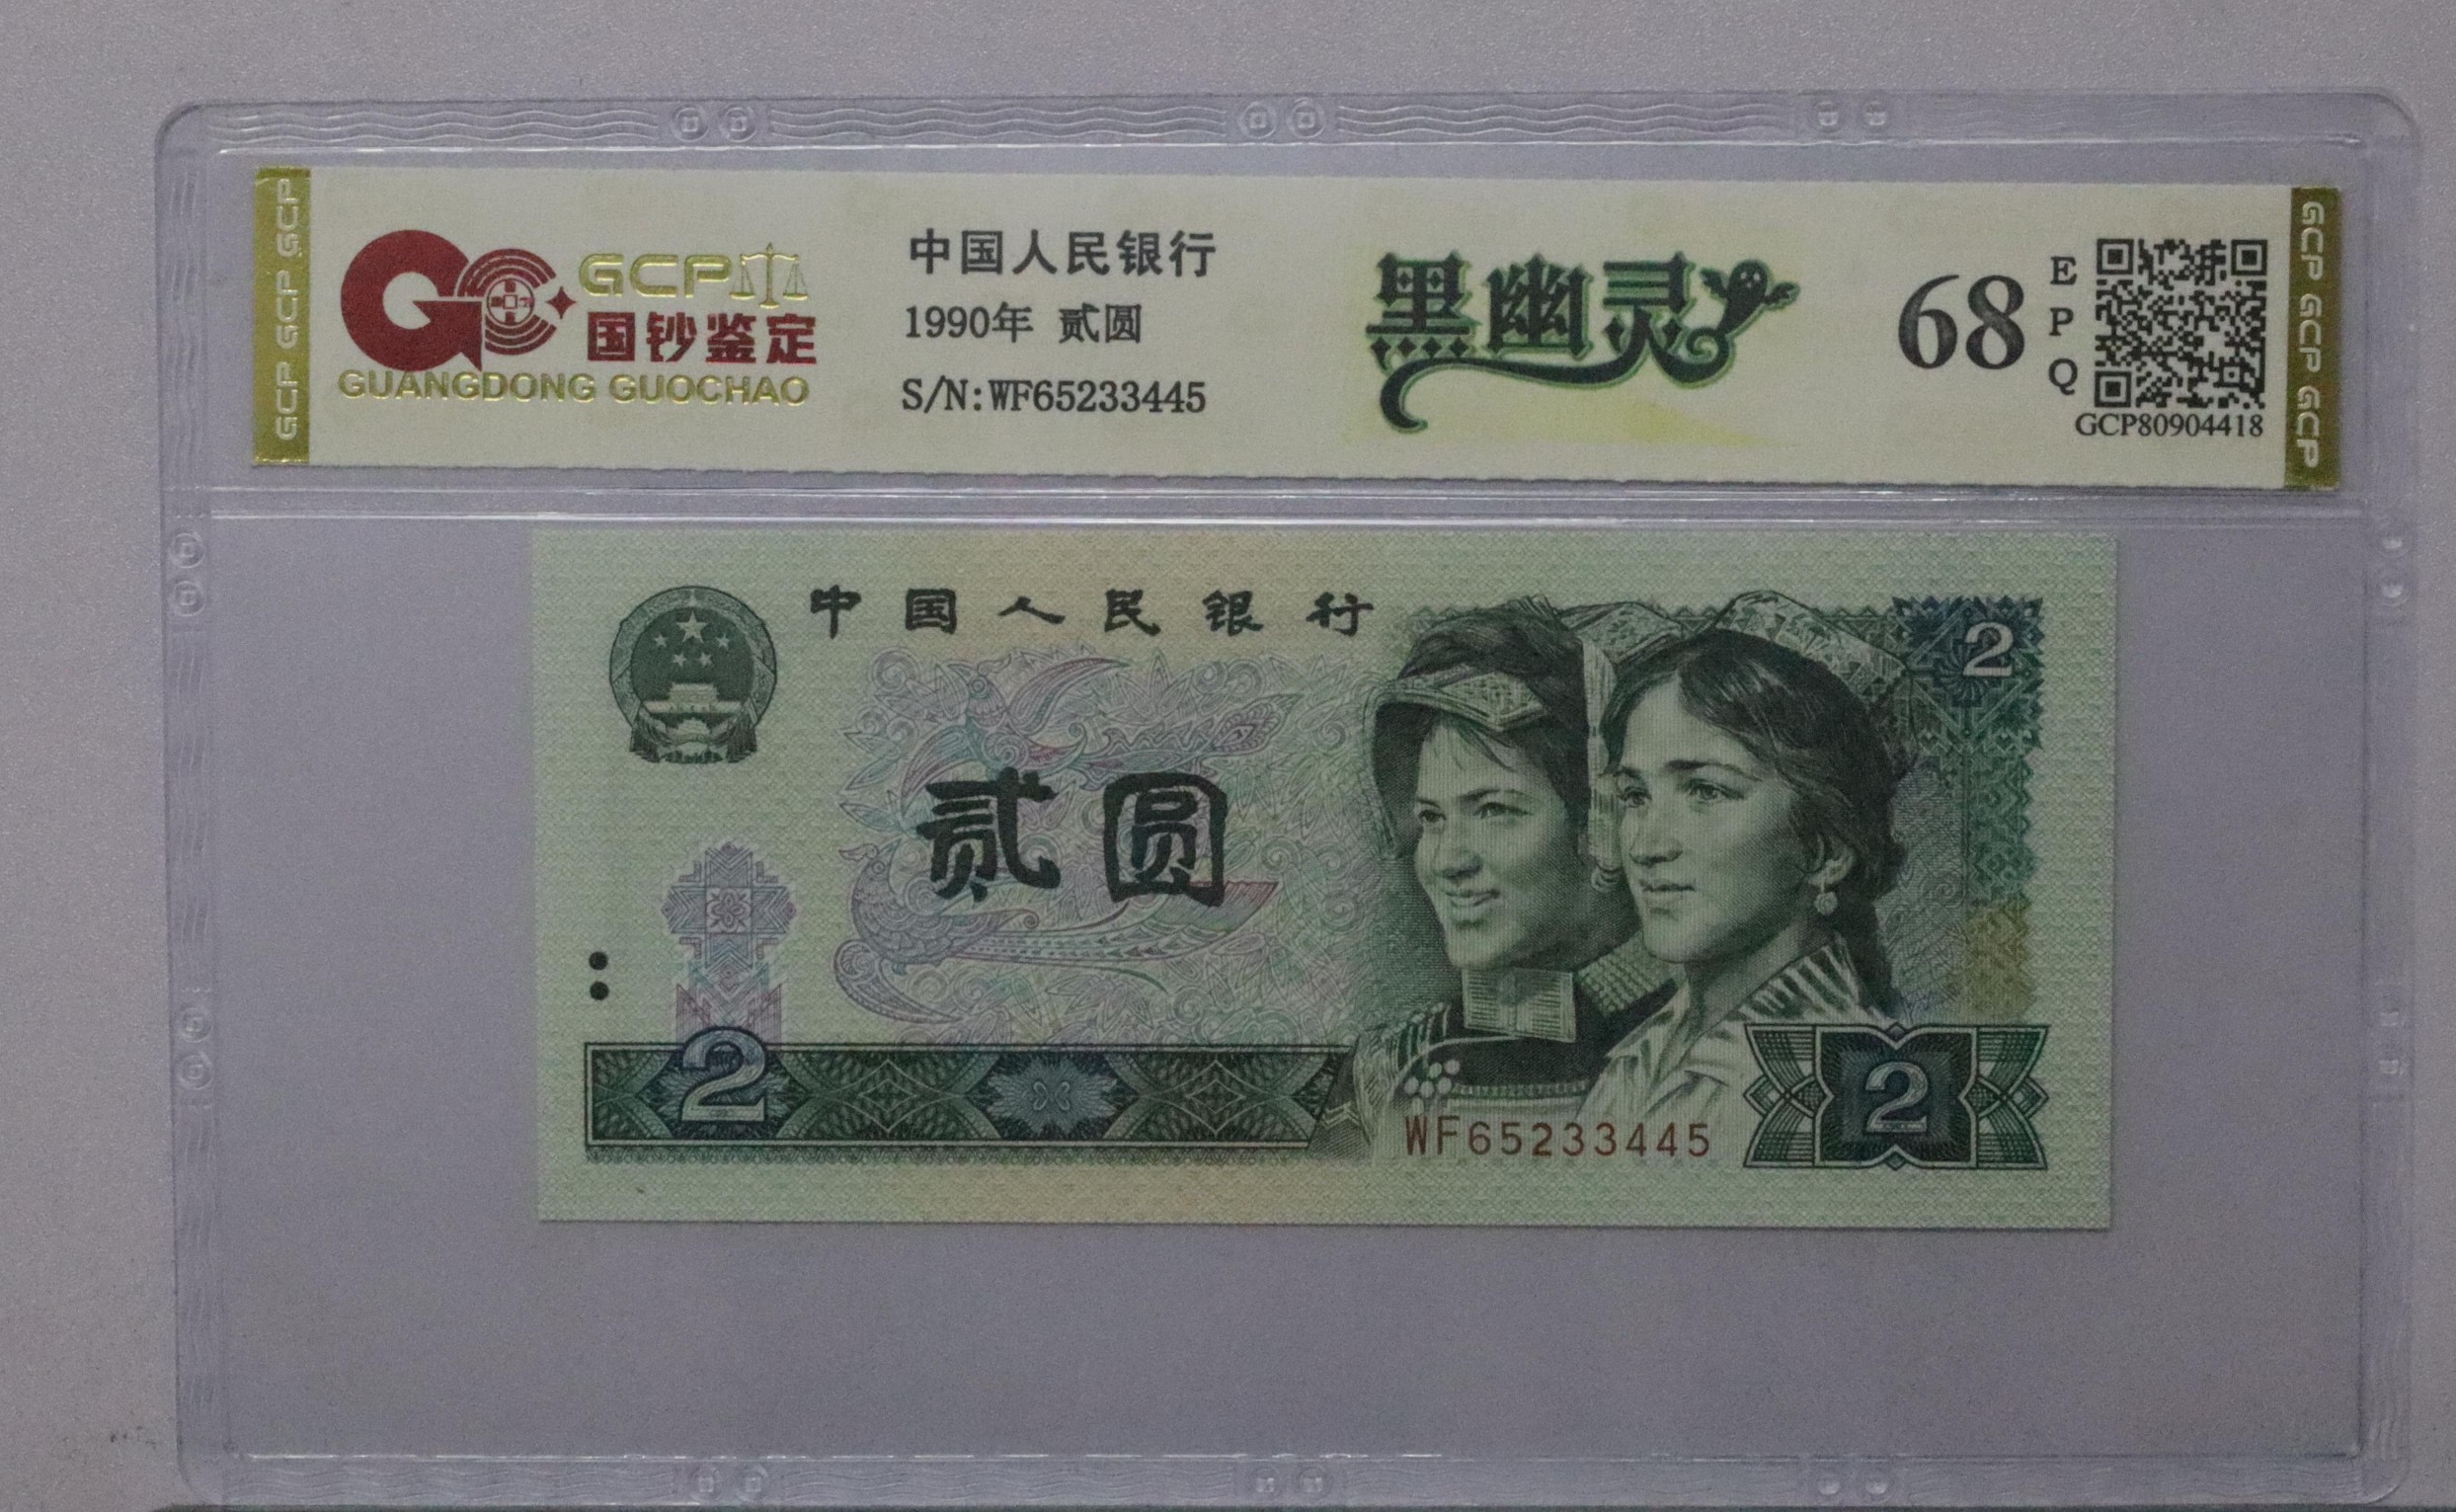 GCP GCP GCP
GC
GCP
国钞鉴定
GUANGDONG GUOCHAO
中国人民银行
1990年 贰圆
S/N:WF65233445
黑幽灵
68
E
P
Q
GCP80904418
GCP GCP GCP
中国人民银行
2
贰圆
2
WF65233445
2